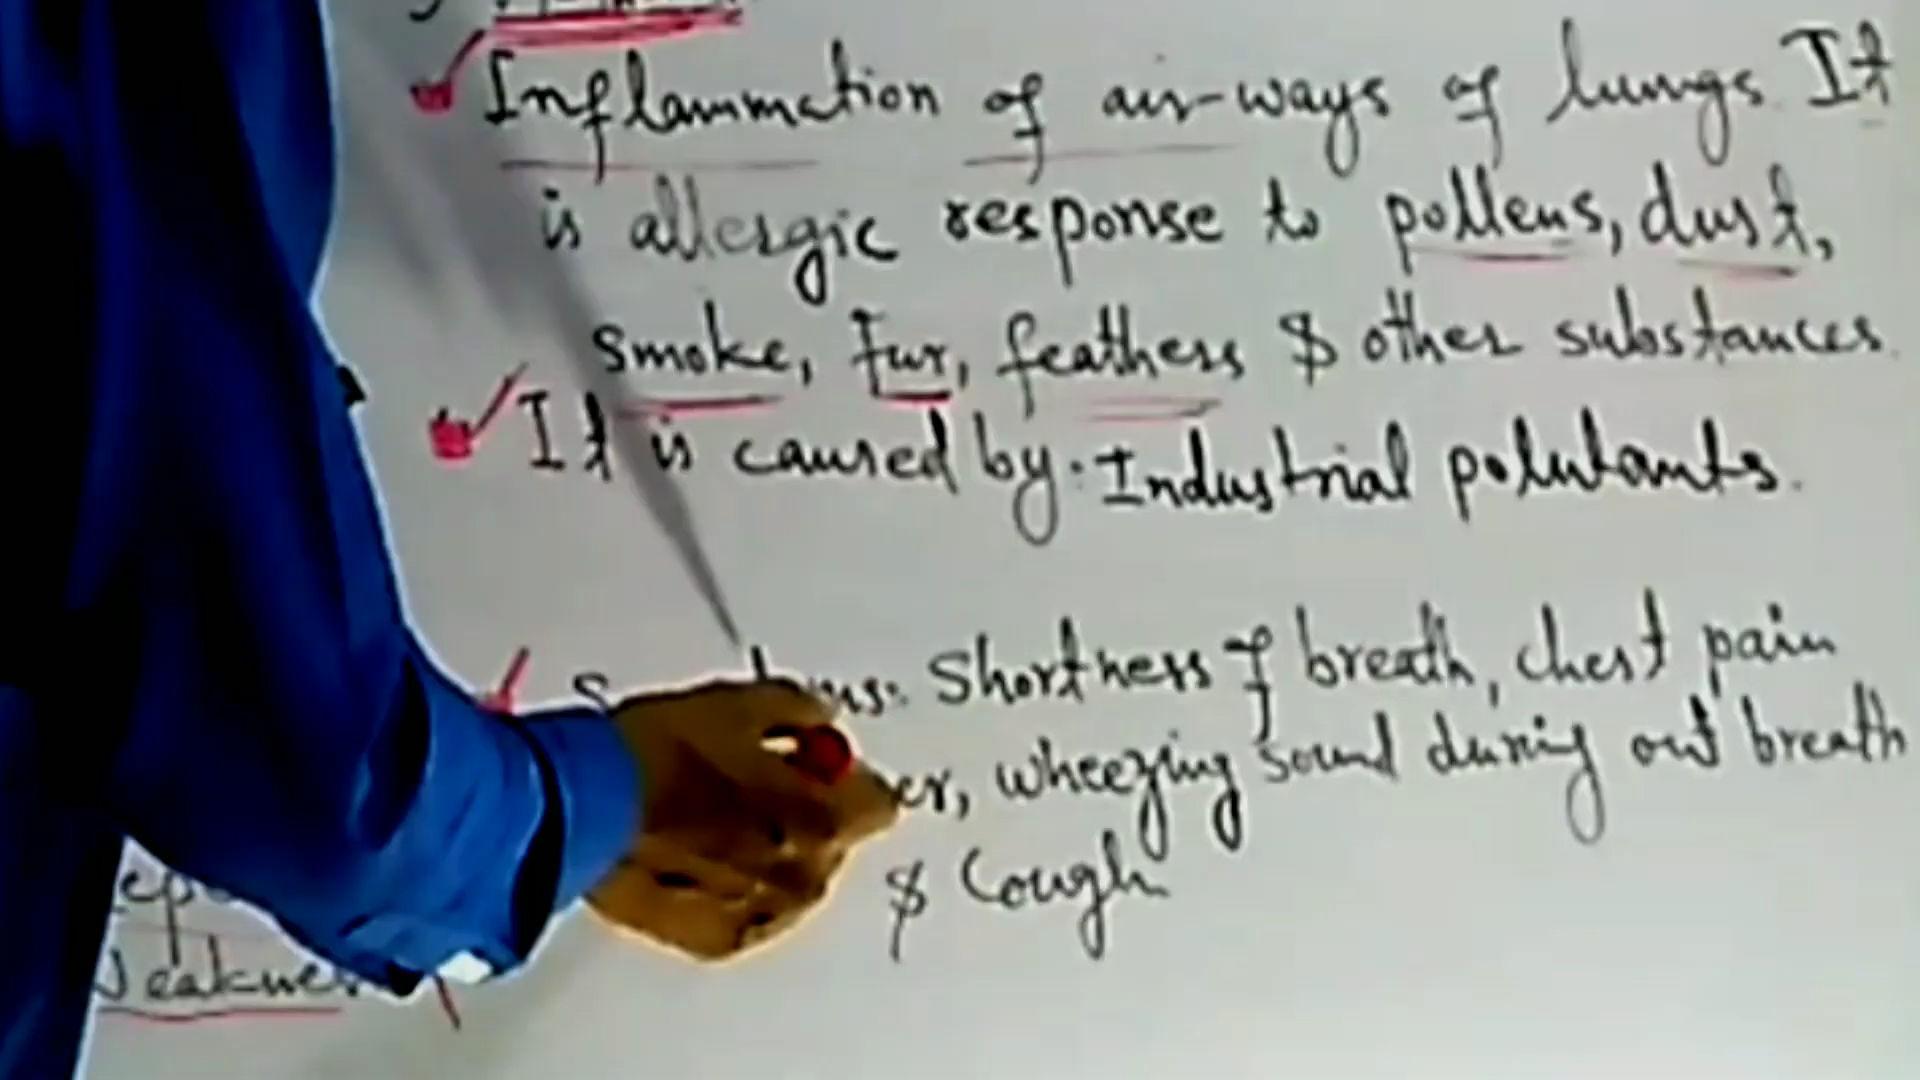 Inflammation of air-ways of lungs. It
is allergic response to pollens, dust,
smoke, Fur, feathers & other substances.
It is caused by: Industrial polutants.
Shortness of breath, chest pain
wheezing sound during out breath
& Cough